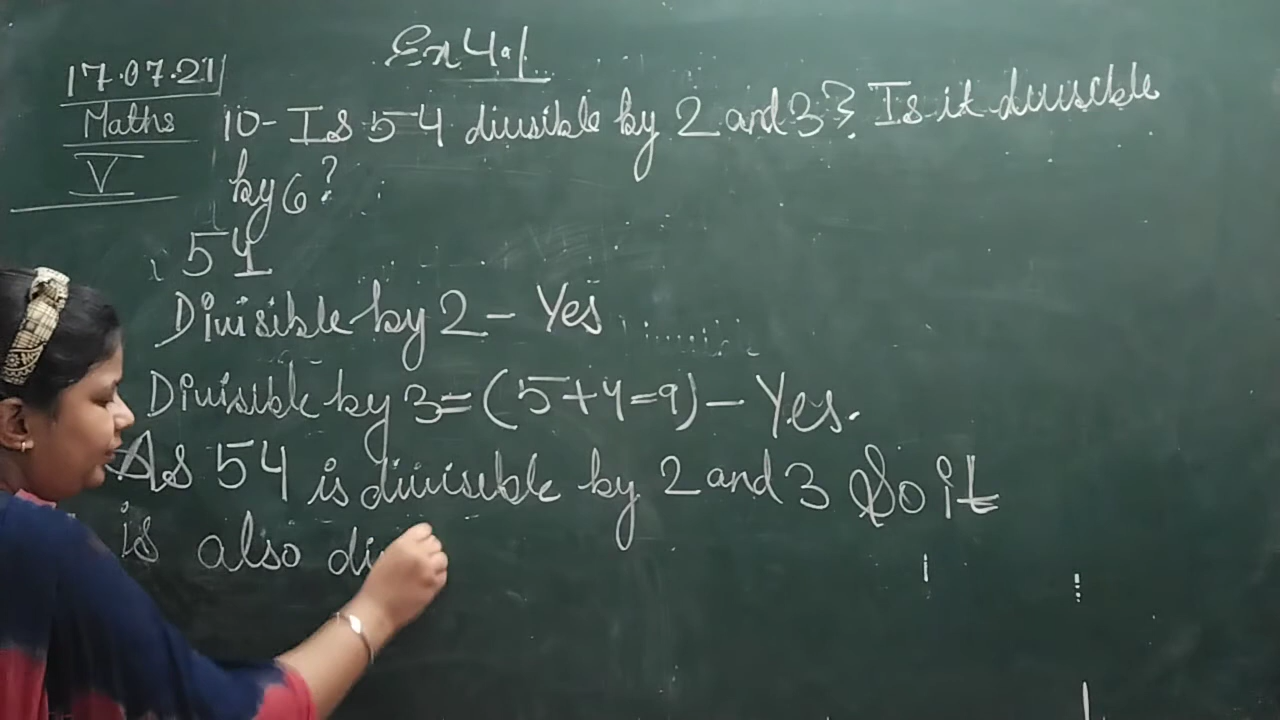 Ex 4.1
17.07.21
Maths
V
10- Is 54 divisible by 2 and 3? Is it divisible
by 6?
54
Divisible by 2 - Yes
Divisible by 3 = (5+4=9) - Yes.
As 54 is divisible by 2 and 3 So it
is also di